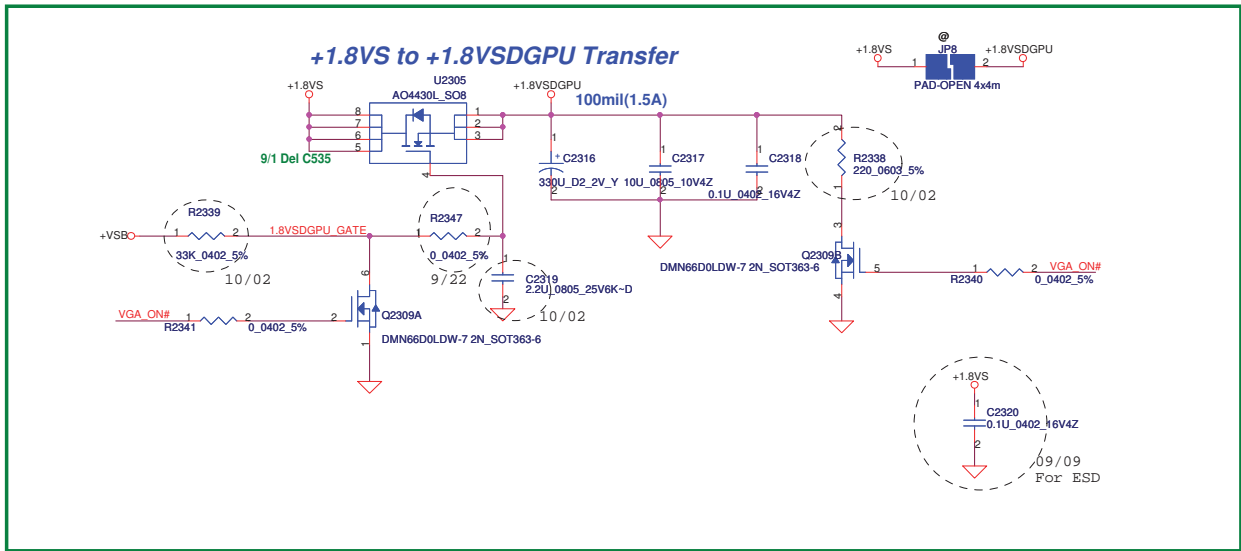 +1.8VS to +1.8VSDGPU Transfer
@
JP8
+1.8VS
+1.8VSDGPU
1
2
PAD-OPEN 4x4m
+1.8VS
U2305
AO4430L_SO8
+1.8VSDGPU
100mil(1.5A)
8
7
6
5
1
2
3
4
9/1 Del C535
1
+
C2316
2
330U_D2_2V_Y
1
C2317
2
10U_0805_10V4Z
1
C2318
2
0.1U_0402_16V4Z
2
R2338
220_0603_5%
1
10/02
R2339
+VSB
1
2
33K_0402_5%
10/02
1.8VSDGPU_GATE
R2347
1
2
0_0402_5%
9/22
1
C2319
2.2U_0805_25V6K~D
2
10/02
VGA_ON#
1
2
R2341
0_0402_5%
2
6
Q2309A
1
DMN66D0LDW-7 2N_SOT363-6
3
Q2309B
DMN66D0LDW-7 2N_SOT363-6
5
4
1
2
R2340
0_0402_5%
VGA_ON#
+1.8VS
1
C2320
0.1U_0402_16V4Z
2
09/09
For ESD